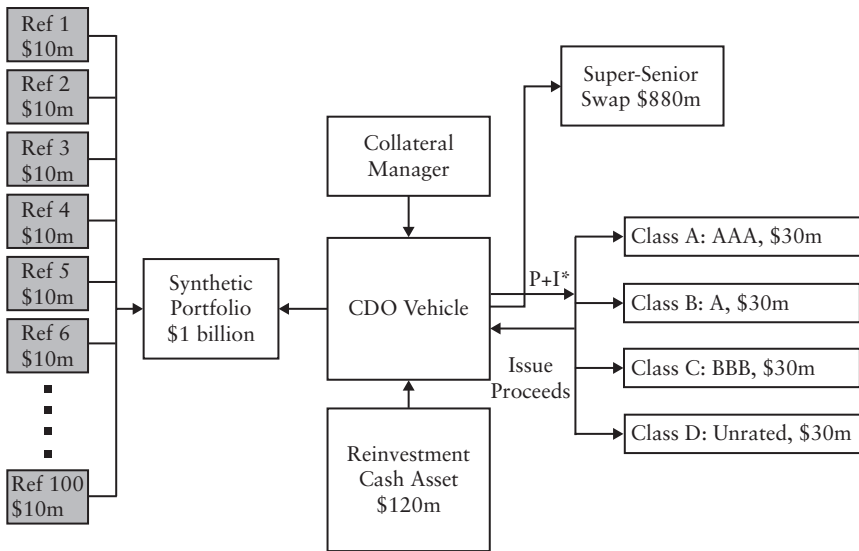 Ref 1
$10m
Ref 2
$10m
Ref 3
$10m
Ref 4
$10m
Ref 5
$10m
Ref 6
$10m
Ref 100
$10m
Synthetic
Portfolio
$1 billion
Collateral
Manager
CDO Vehicle
Reinvestment
Cash Asset
$120m
P+I*
Issue
Proceeds
Super-Senior
Swap $880m
Class A: AAA, $30m
Class B: A, $30m
Class C: BBB, $30m
Class D: Unrated, $30m